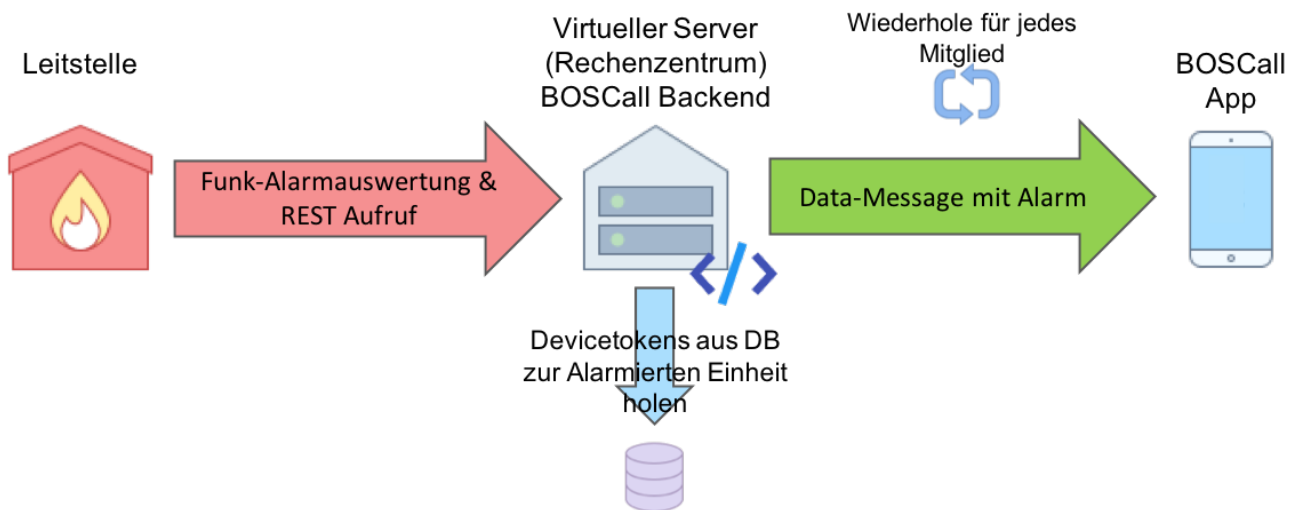 Leitstelle
Virtueller Server
(Rechenzentrum)
BOSCall Backend
Wiederhole für jedes
Mitglied
BOSCall
App
Funk-Alarmauswertung &
REST Aufruf
Data-Message mit Alarm
</>
Devicetokens aus DB
zur Alarmierten Einheit
holen